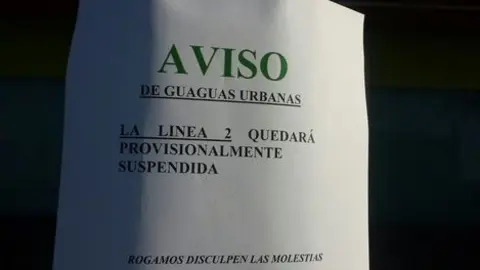 AVISO
DE GUAGUAS URBANAS
LA LINEA 2 QUEDARÁ
PROVISIONALMENTE
SUSPENDIDA
ROGAMOS DISCULPEN LAS MOLESTIAS